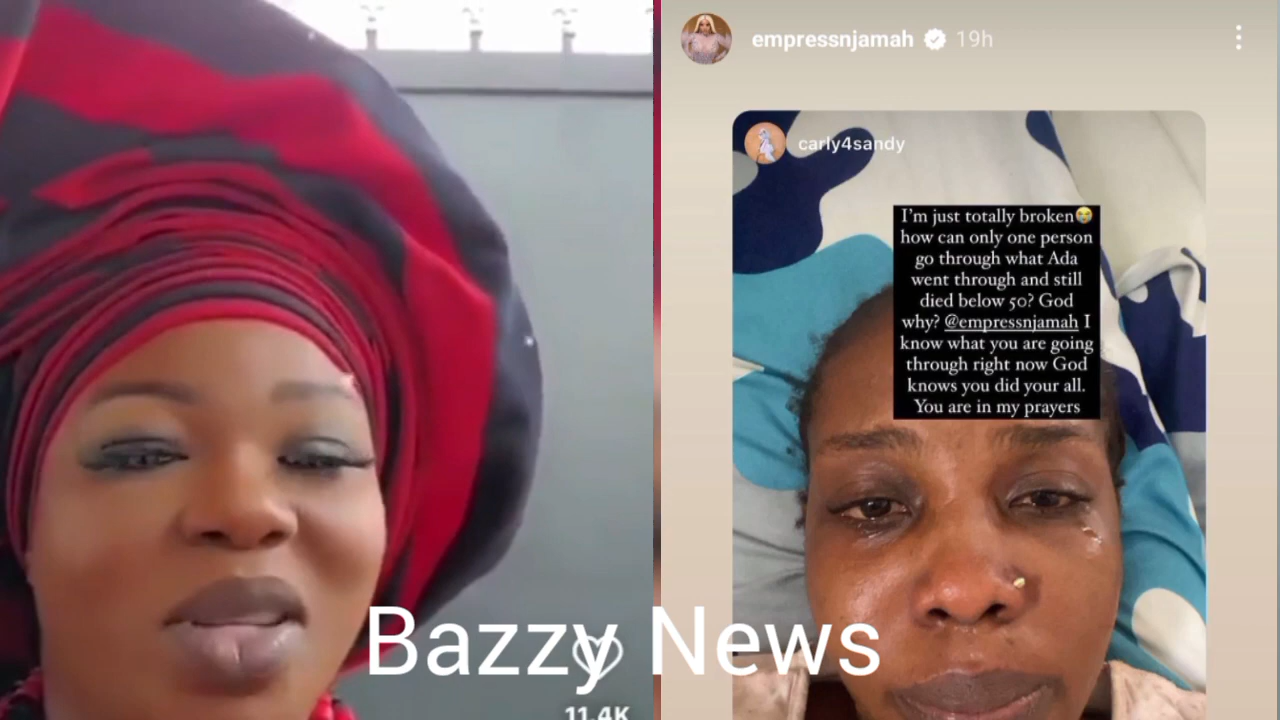 empressnjamah 19h
carly4sandy
I'm just totally broken😭
how can only one person
go through what Ada
went through and still
died below 50? God
why? @empressnjamah I
know what you are going
through right now God
knows you did your all.
You are in my prayers
Bazzy News
11.4K